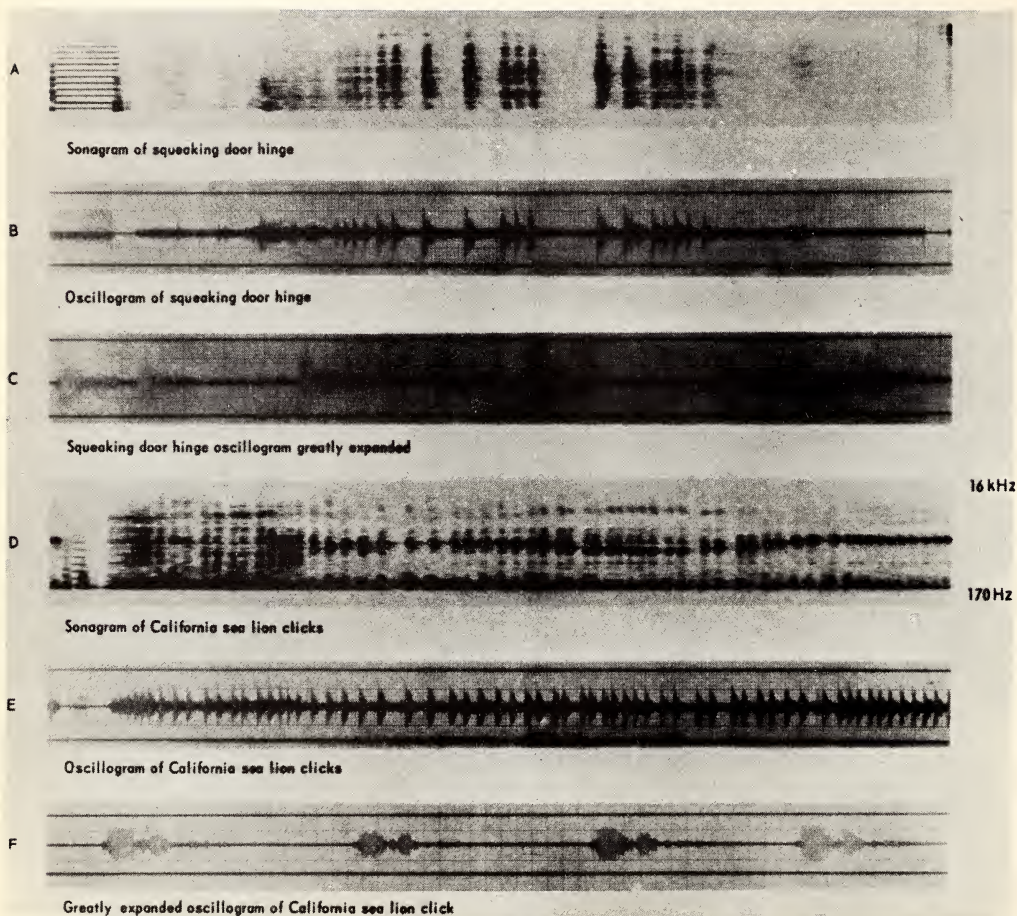 A
Sonagram of squeaking door hinge
B
Oscillogram of squeaking door hinge
C
Squeaking door hinge oscillogram greatly expanded
16 kHz
D
170 Hz
Sonagram of California sea lion clicks
E
Oscillogram of California sea lion clicks
F
Greatly expanded oscillogram of California sea lion click